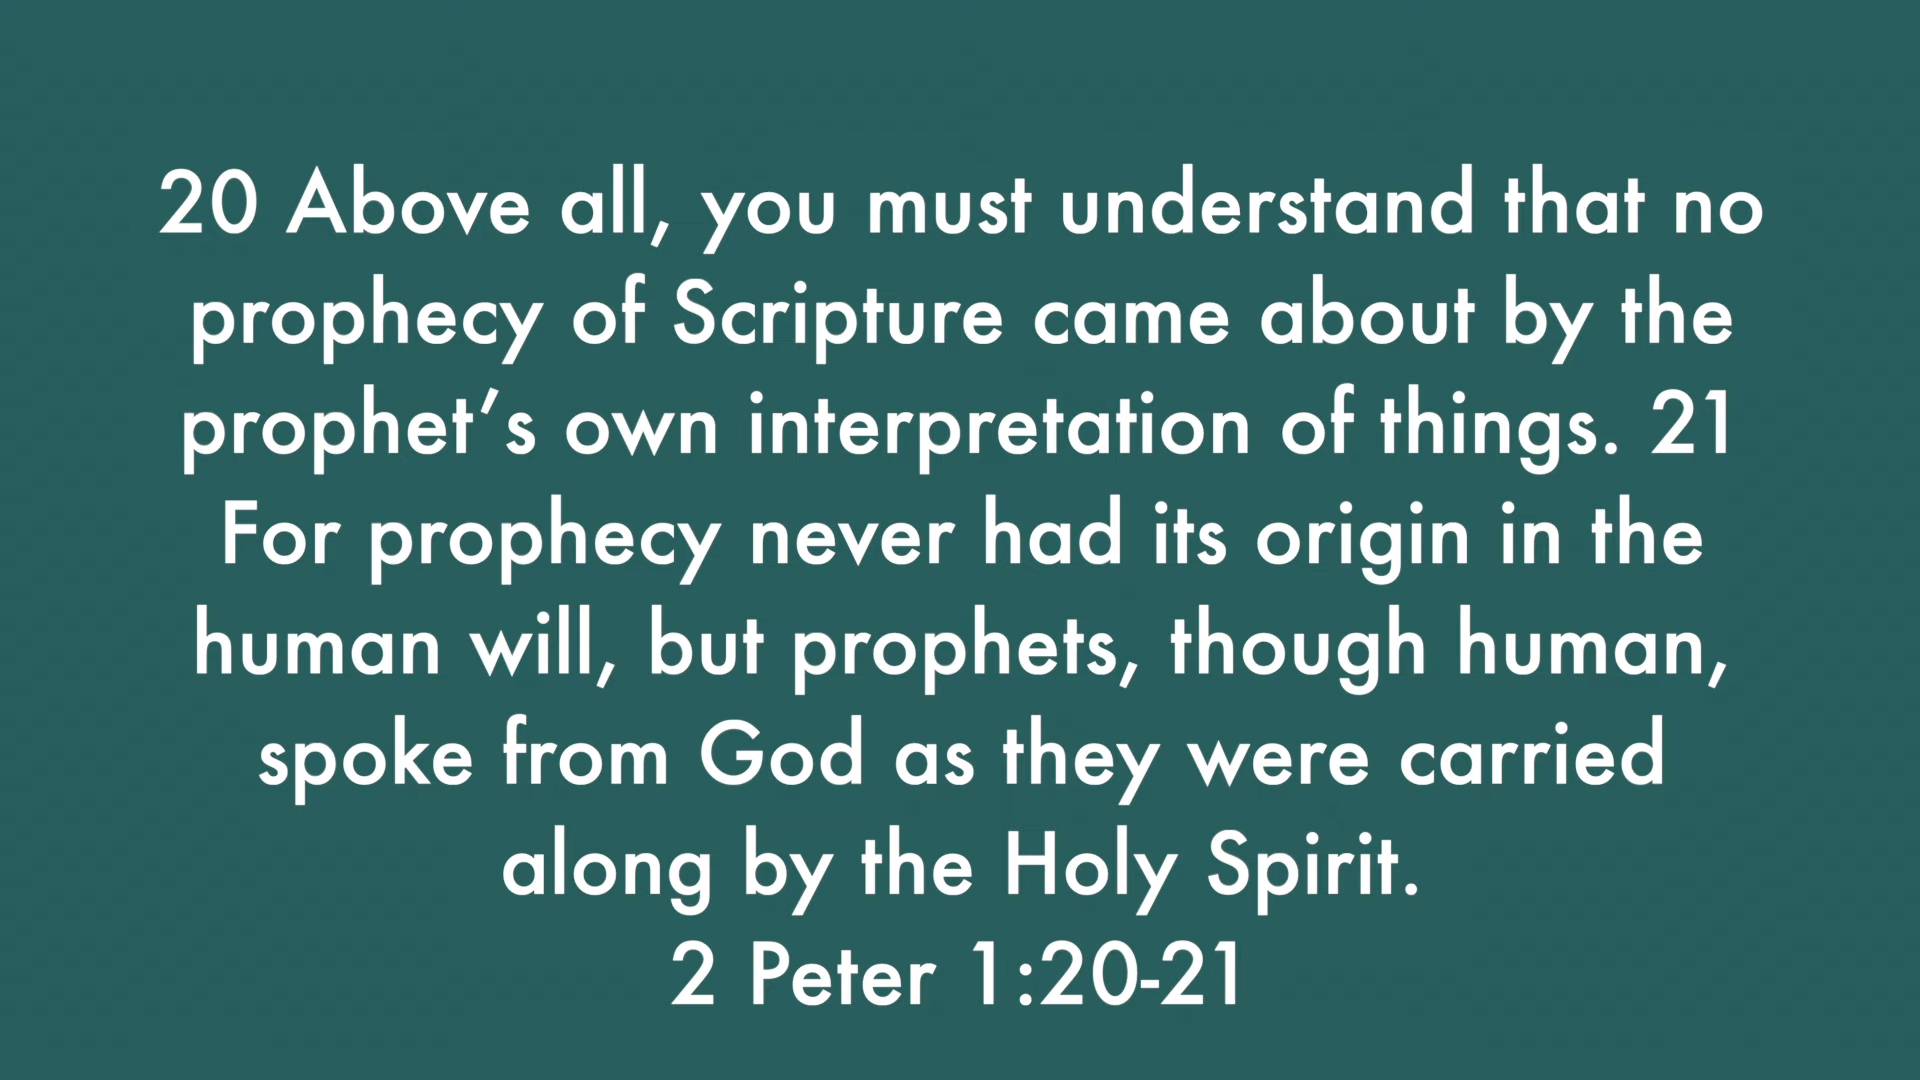 20 Above all, you must understand that no
prophecy of Scripture came about by the
prophet’s own interpretation of things. 21
For prophecy never had its origin in the
human will, but prophets, though human,
spoke from God as they were carried
along by the Holy Spirit.
2 Peter 1:20-21